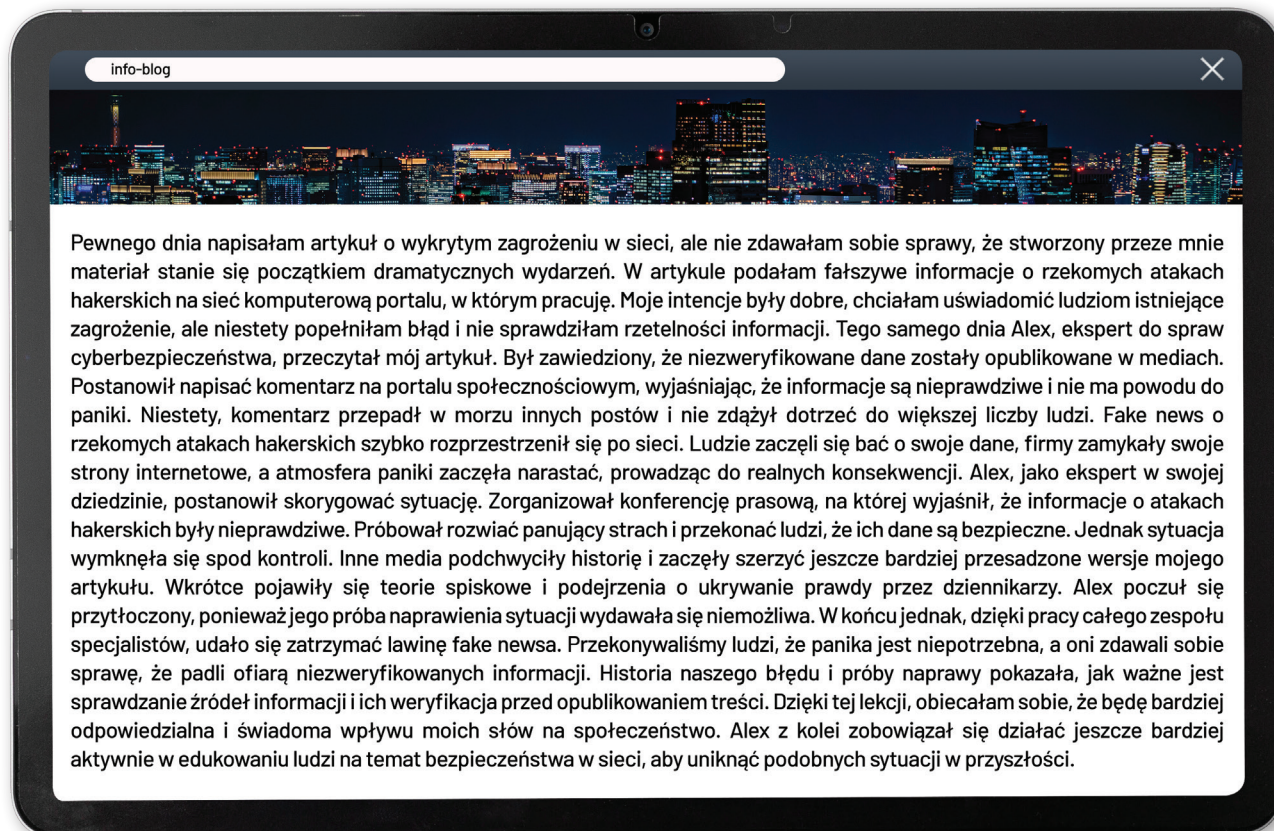 info-blog
Pewnego dnia napisałam artykuł o wykrytym zagrożeniu w sieci, ale nie zdawałam sobie sprawy, że stworzony przeze mnie
materiał stanie się początkiem dramatycznych wydarzeń. W artykule podałam fałszywe informacje o rzekomych atakach
hakerskich na sieć komputerową portalu, w którym pracuję. Moje intencje były dobre, chciałam uświadomić ludziom istniejące
zagrożenie, ale niestety popełniłam błąd i nie sprawdziłam rzetelności informacji. Tego samego dnia Alex, ekspert do spraw
cyberbezpieczeństwa, przeczytał mój artykuł. Był zawiedziony, że niezweryfikowane dane zostały opublikowane w mediach.
Postanowił napisać komentarz na portalu społecznościowym, wyjaśniając, że informacje są nieprawdziwe i nie ma powodu do
paniki. Niestety, komentarz przepadł w morzu innych postów i nie zdążył dotrzeć do większej liczby ludzi. Fake news o
rzekomych atakach hakerskich szybko rozprzestrzenił się po sieci. Ludzie zaczęli się bać o swoje dane, firmy zamykały swoje
strony internetowe, a atmosfera paniki zaczęła narastać, prowadząc do realnych konsekwencji. Alex, jako ekspert w swojej
dziedzinie, postanowił skorygować sytuację. Zorganizował konferencję prasową, na której wyjaśnił, że informacje o atakach
hakerskich były nieprawdziwe. Próbował rozwiać panujący strach i przekonać ludzi, że ich dane są bezpieczne. Jednak sytuacja
wymknęła się spod kontroli. Inne media podchwyciły historię i zaczęły szerzyć jeszcze bardziej przesadzone wersje mojego
artykułu. Wkrótce pojawiły się teorie spiskowe i podejrzenia o ukrywanie prawdy przez dziennikarzy. Alex poczuł się
przytłoczony, ponieważ jego próba naprawienia sytuacji wydawała się niemożliwa. W końcu jednak, dzięki pracy całego zespołu
specjalistów, udało się zatrzymać lawinę fake newsa. Przekonywaliśmy ludzi, że panika jest niepotrzebna, a oni zdawali sobie
sprawę, że padli ofiarą niezweryfikowanych informacji. Historia naszego błędu i próby naprawy pokazała, jak ważne jest
sprawdzanie źródeł informacji i ich weryfikacja przed opublikowaniem treści. Dzięki tej lekcji, obiecałam sobie, że będę bardziej
odpowiedzialna i świadoma wpływu moich słów na społeczeństwo. Alex z kolei zobowiązał się działać jeszcze bardziej
aktywnie w edukowaniu ludzi na temat bezpieczeństwa w sieci, aby uniknąć podobnych sytuacji w przyszłości.